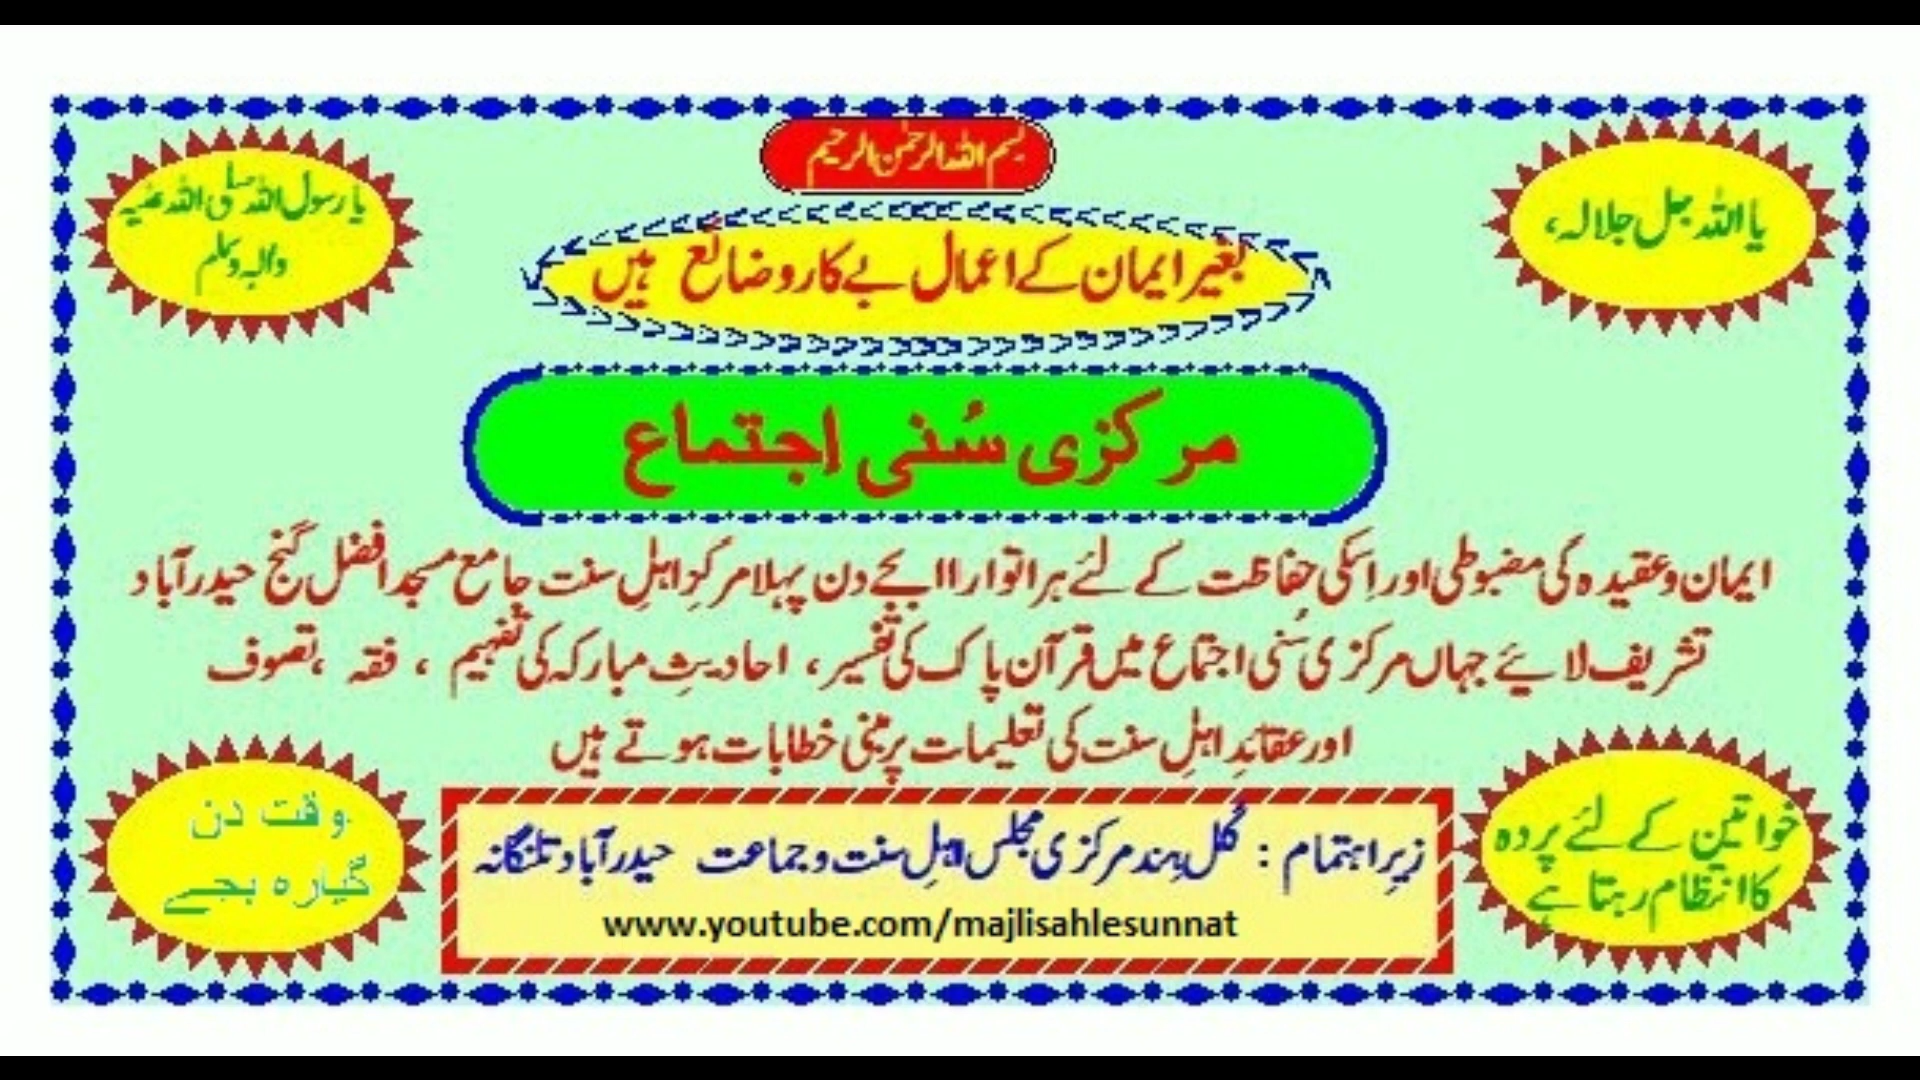 بسم اللہ الرحمٰن الرحیم
یا اللہ جل جلالہ،
یا رسول اللہ صلی اللہ علیہ
والہ وسلم
بغیر ایمان کے اعمال بے کار و ضائع ہیں
مرکزی سُنی اِجتماع
ایمان و عقیدہ کی مضبوطی اور اِسکی حفاظت کے لئے ہر اتوار ۱۱ بجے دن پہلا مرکزِ اہلِ سنت جامع مسجد افضل گنج حیدرآباد
تشریف لائیے جہاں مرکزی سُنی اجتماع میں قرآن پاک کی تفسیر ، احادیثِ مبارکہ کی تفہیم ، فقہ ،تصوف
اور عقائدِ اہلِ سنت کی تعلیمات پر مبنی خطابات ہوتے ہیں
خواتین کے لئے پردہ
کا انتظام رہتا ہے
وقت دن
گیارہ بجے
زیرِ اہتمام : کُل ہند مرکزی مجلس اہلِ سنت و جماعت حیدرآباد تلنگانہ
www.youtube.com/majlisahlesunnat